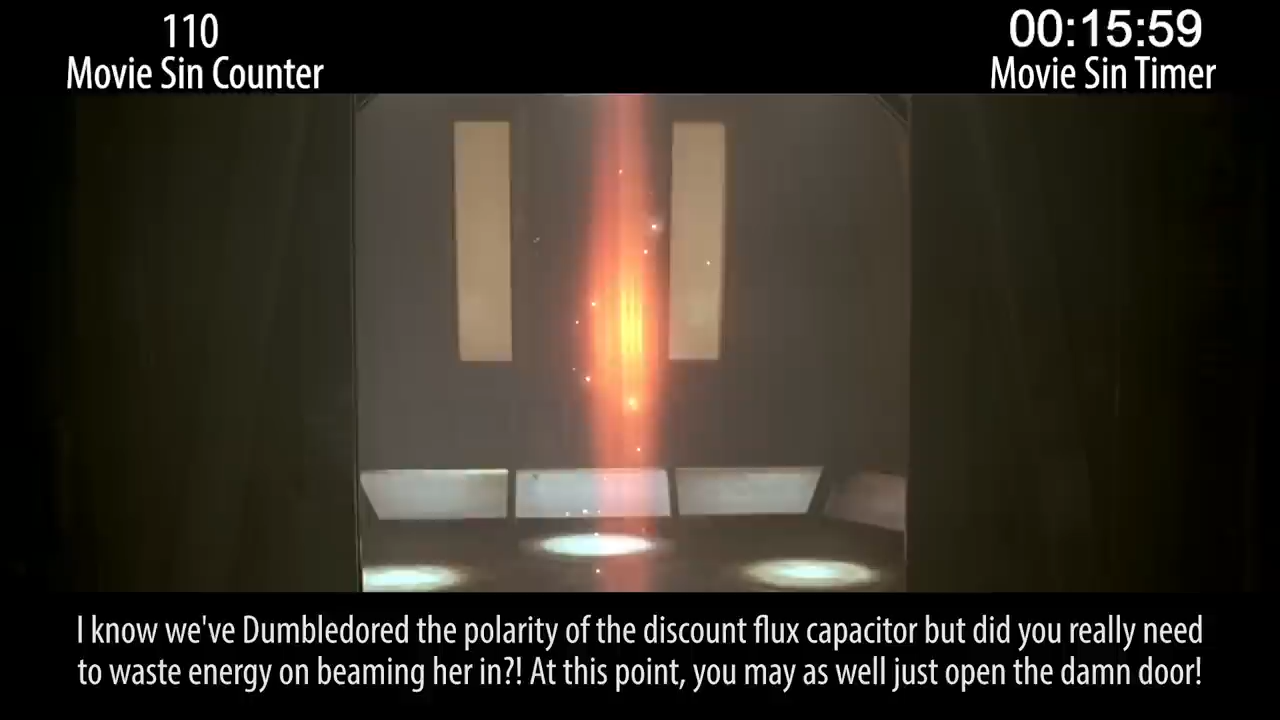 110
Movie Sin Counter
00:15:59
Movie Sin Timer
I know we've Dumbledored the polarity of the discount flux capacitor but did you really need
to waste energy on beaming her in?! At this point, you may as well just open the damn door!